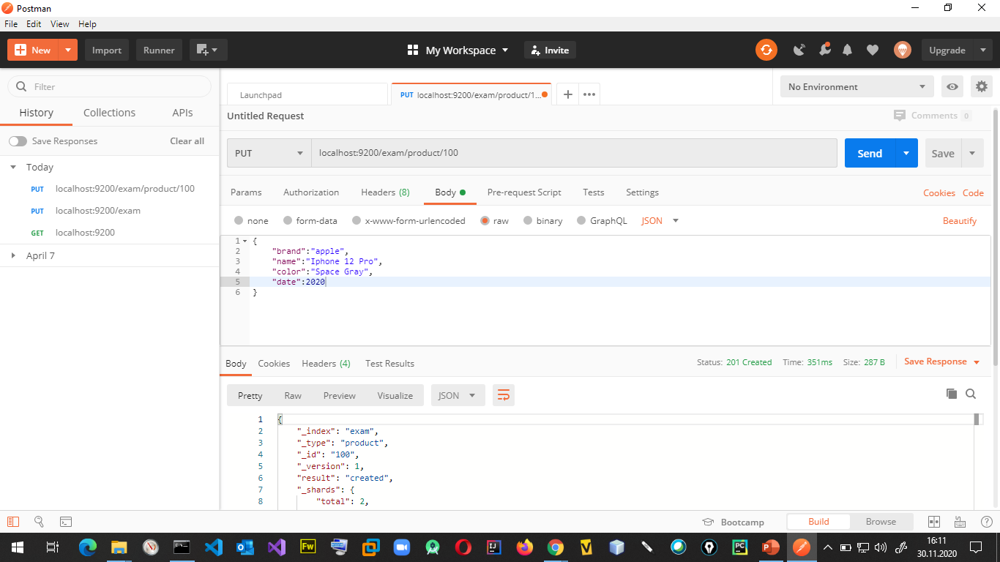 Postman
File Edit View Help
New Import Runner My Workspace Invite Upgrade
Filter
History Collections APIs
Save Responses Clear all
Today
PUT localhost:9200/exam/product/100
PUT localhost:9200/exam
GET localhost:9200
April 7
Launchpad PUT localhost:9200/exam/product/1... + ••• No Environment
Untitled Request Comments 0
PUT localhost:9200/exam/product/100 Send Save
Params Authorization Headers (8) Body Pre-request Script Tests Settings Cookies Code
none form-data x-www-form-urlencoded raw binary GraphQL JSON Beautify
1 {
2 "brand":"apple",
3 "name":"Iphone 12 Pro",
4 "color":"Space Gray",
5 "date":2020
6 }
Body Cookies Headers (4) Test Results Status: 201 Created Time: 351ms Size: 287 B Save Response
Pretty Raw Preview Visualize JSON
1 {
2 "_index": "exam",
3 "_type": "product",
4 "_id": "100",
5 "_version": 1,
6 "result": "created",
7 "_shards": {
8 "total": 2,
Bootcamp Build Browse ?
Fw IJ PC P 16:11
30.11.2020